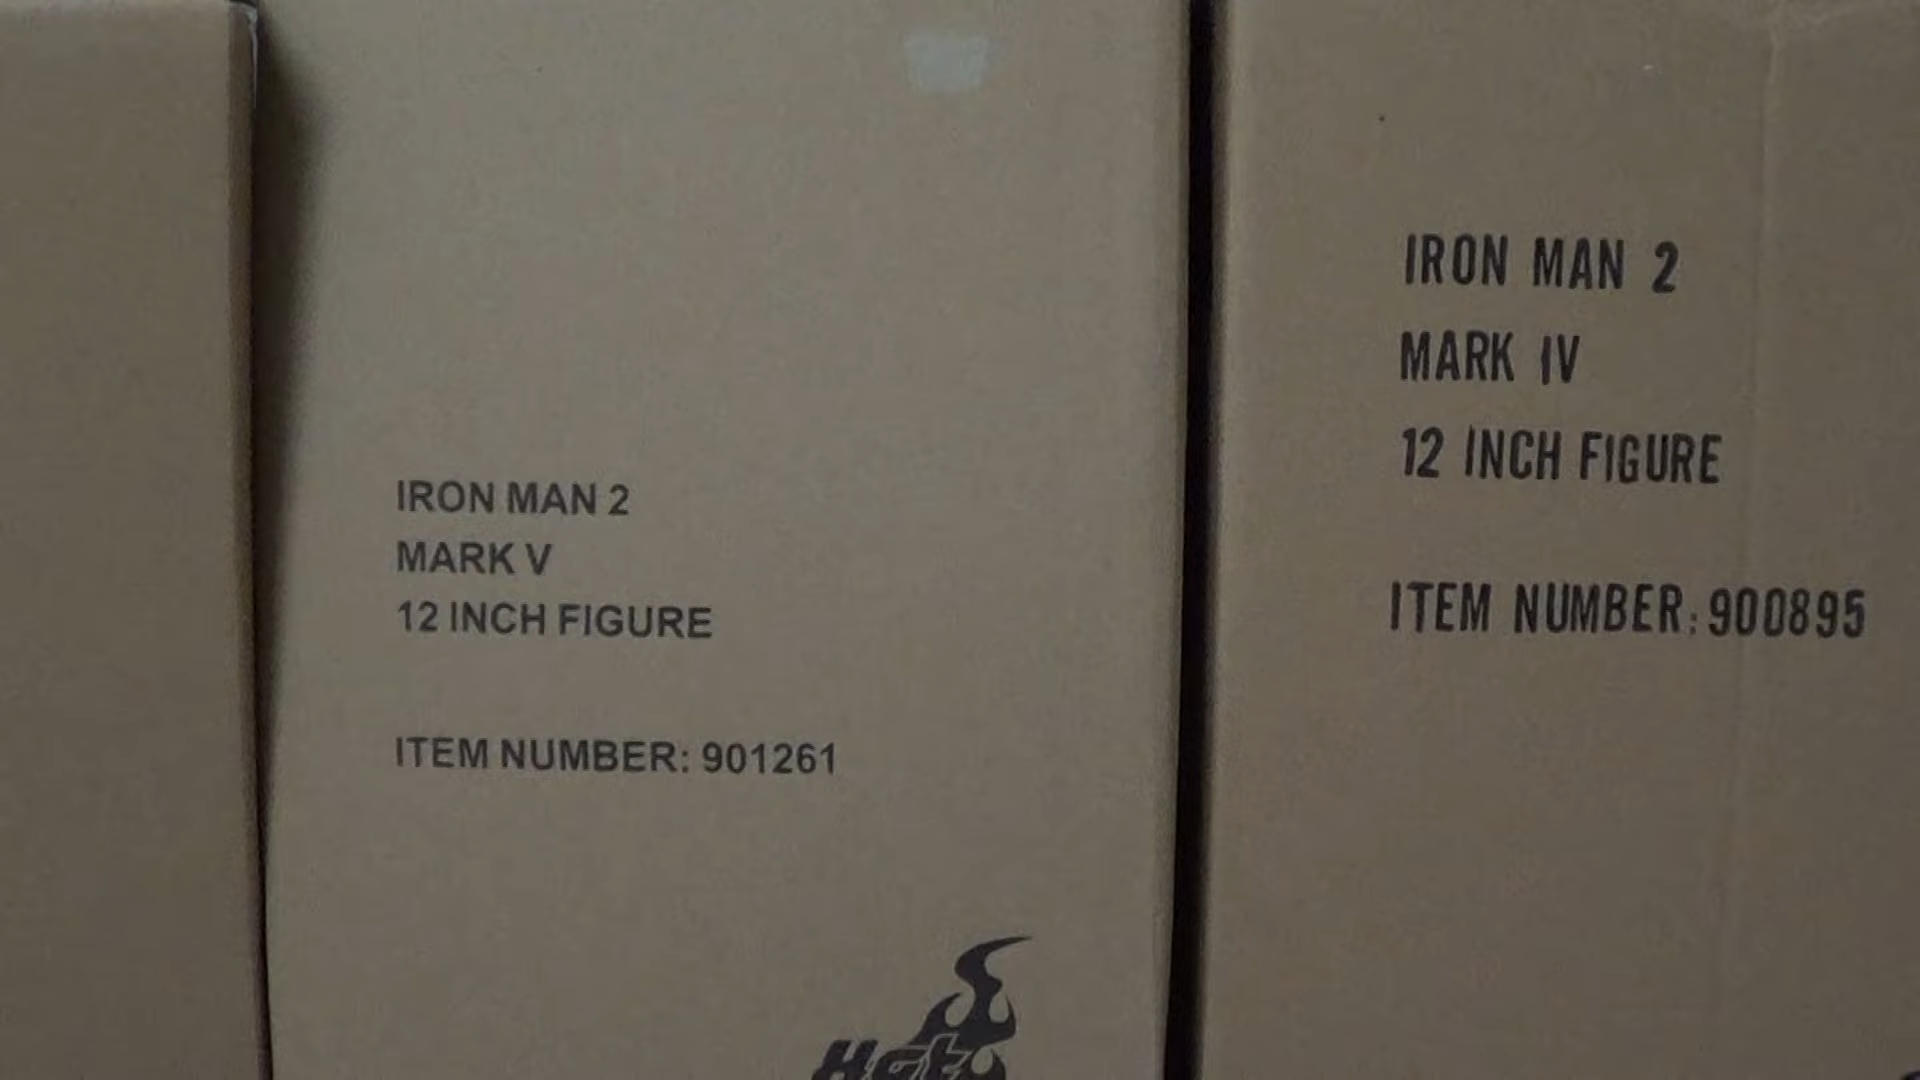 IRON MAN 2
MARK V
12 INCH FIGURE
ITEM NUMBER: 901261
Hot
IRON MAN 2
MARK IV
12 INCH FIGURE
ITEM NUMBER: 900895